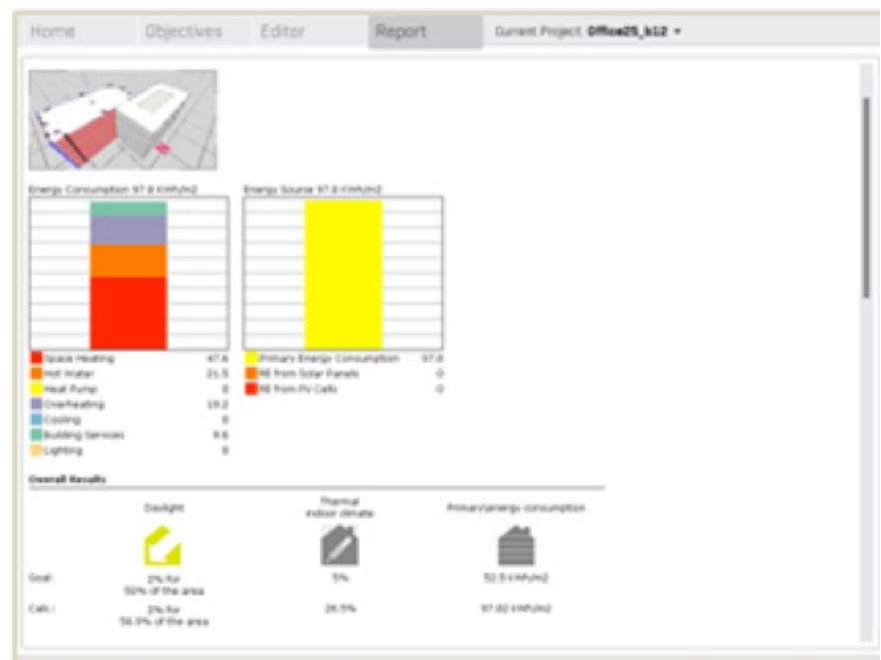 Home Objectives Editor Report Current Project: Office25_b12
Energy Consumption 97.8 kWh/m2 Energy Source 97.8 kWh/m2
Space Heating 47.6 Primary Energy Consumption 97.8
Hot Water 21.5 RE from Solar Panels 0
Heat Pump 0 RE from PV Cells 0
Overheating 19.2
Cooling 0
Building Services 9.6
Lighting 0
Overall Results
Daylight Thermal indoor climate Primary energy consumption
Goal: 2% for 5% 52.5 kWh/m2
50% of the area
Calc.: 2% for 26.5% 97.82 kWh/m2
56.9% of the area